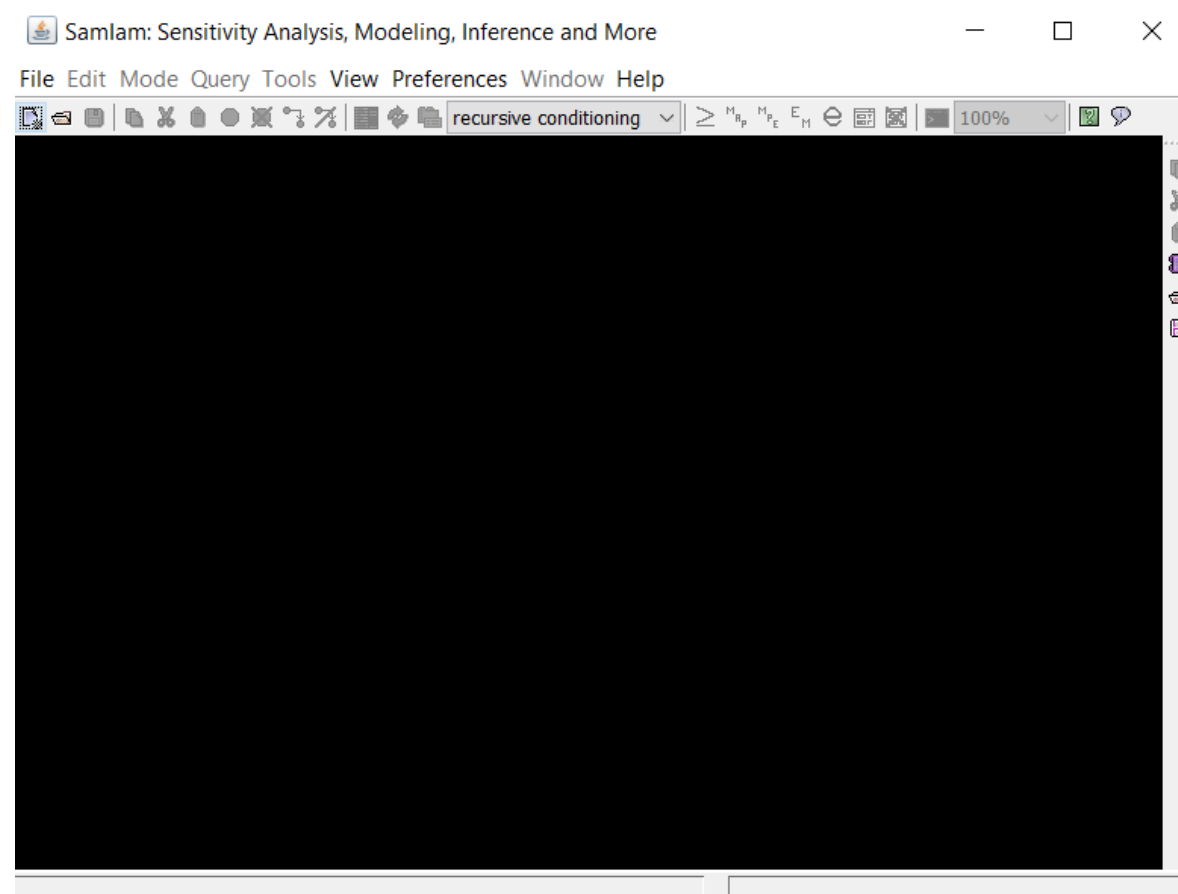 SamIam: Sensitivity Analysis, Modeling, Inference and More
File Edit Mode Query Tools View Preferences Window Help
recursive conditioning M A P M P E E M 100%